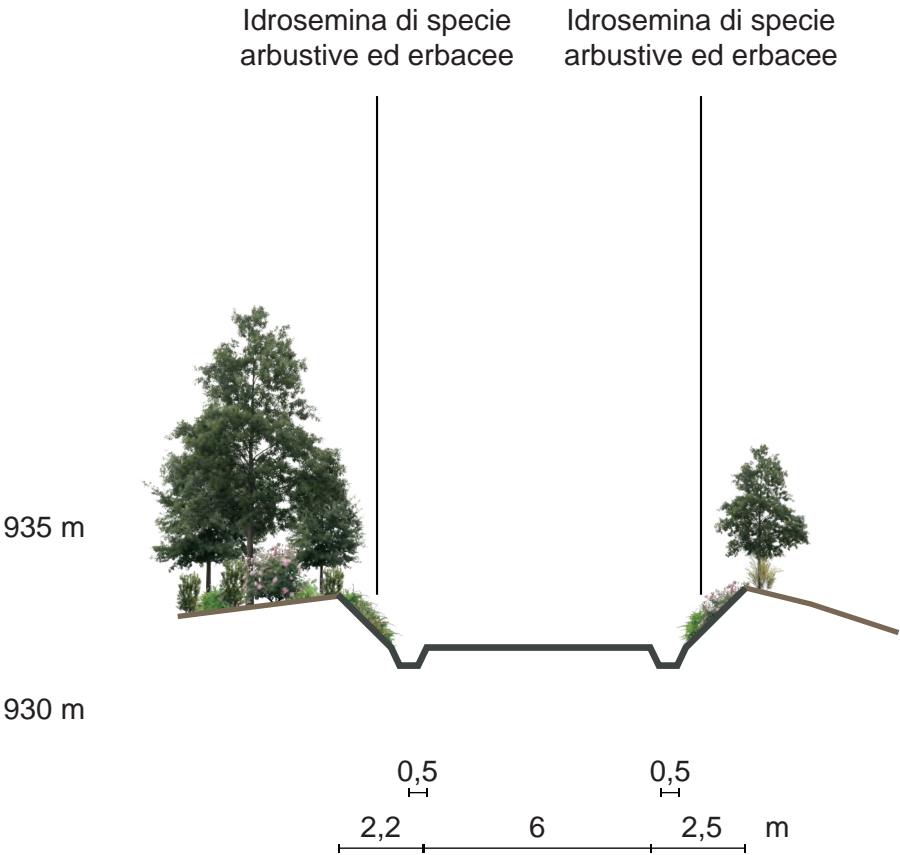 Idrosemina di specie
arbustive ed erbacee
Idrosemina di specie
arbustive ed erbacee
935 m
930 m
0,5
0,5
2,2
6
2,5
m